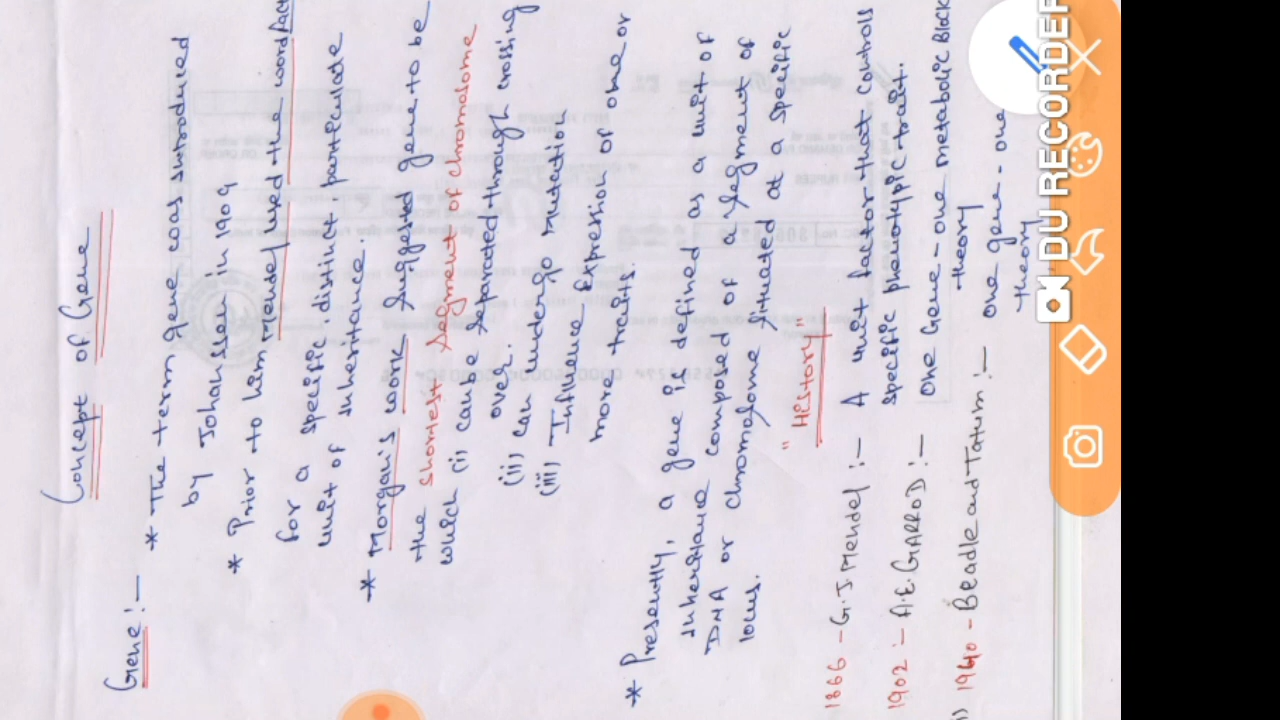 Concept of Gene
Gene :- * The term gene was introduced
by Johansen in 1909
* Prior to him mendel used the word fact
for a specific, distinct, particulate
unit of inheritance.
* Morgan's work suggested gene to be
the shortest segment of chromosome
which (i) can be separated through crossing
over.
(ii) can undergo mutation
(iii) Influence Expression of one or
more traits.
* Presently, a gene is defined as a unit of
inheritance composed of a segment of
DNA or chromosome situated at a specific
locus.
" History "
1866 - G.J. Mendel :- A unit factor that controls
specific phenotypic trait.
1902 :- A.E. GARROD :- One Gene - one metabolic Block
theory
1940 - Beadle and Tatum :- one gene - one
theory
DU RECORDER